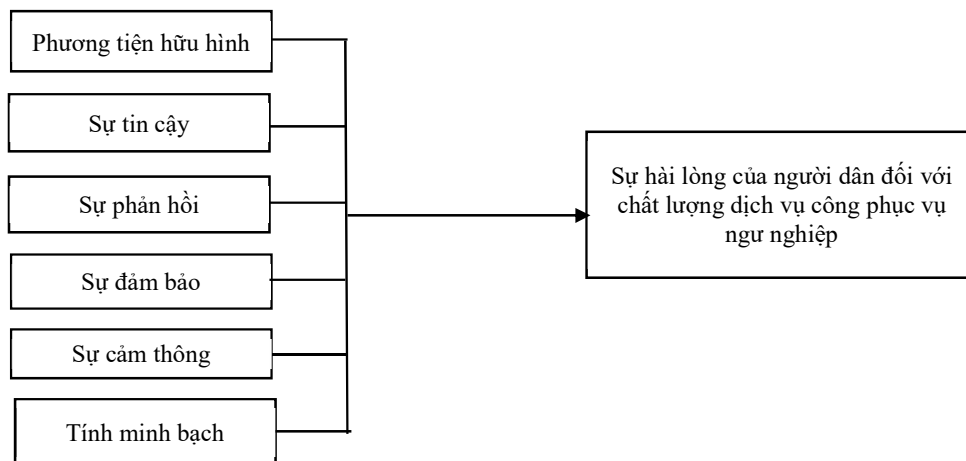 Phương tiện hữu hình
Sự tin cậy
Sự phản hồi
Sự đảm bảo
Sự cảm thông
Tính minh bạch
Sự hài lòng của người dân đối với
chất lượng dịch vụ công phục vụ
ngư nghiệp